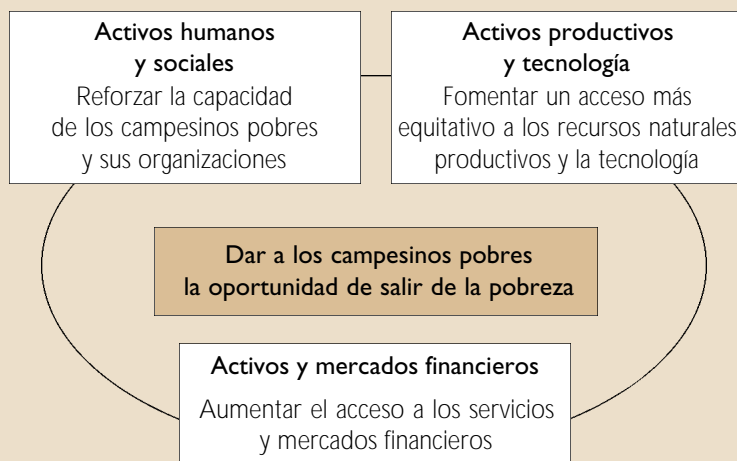 Activos humanos
y sociales
Reforzar la capacidad
de los campesinos pobres
y sus organizaciones
Activos productivos
y tecnología
Fomentar un acceso más
equitativo a los recursos naturales
productivos y la tecnología
Dar a los campesinos pobres
la oportunidad de salir de la pobreza
Activos y mercados financieros
Aumentar el acceso a los servicios
y mercados financieros